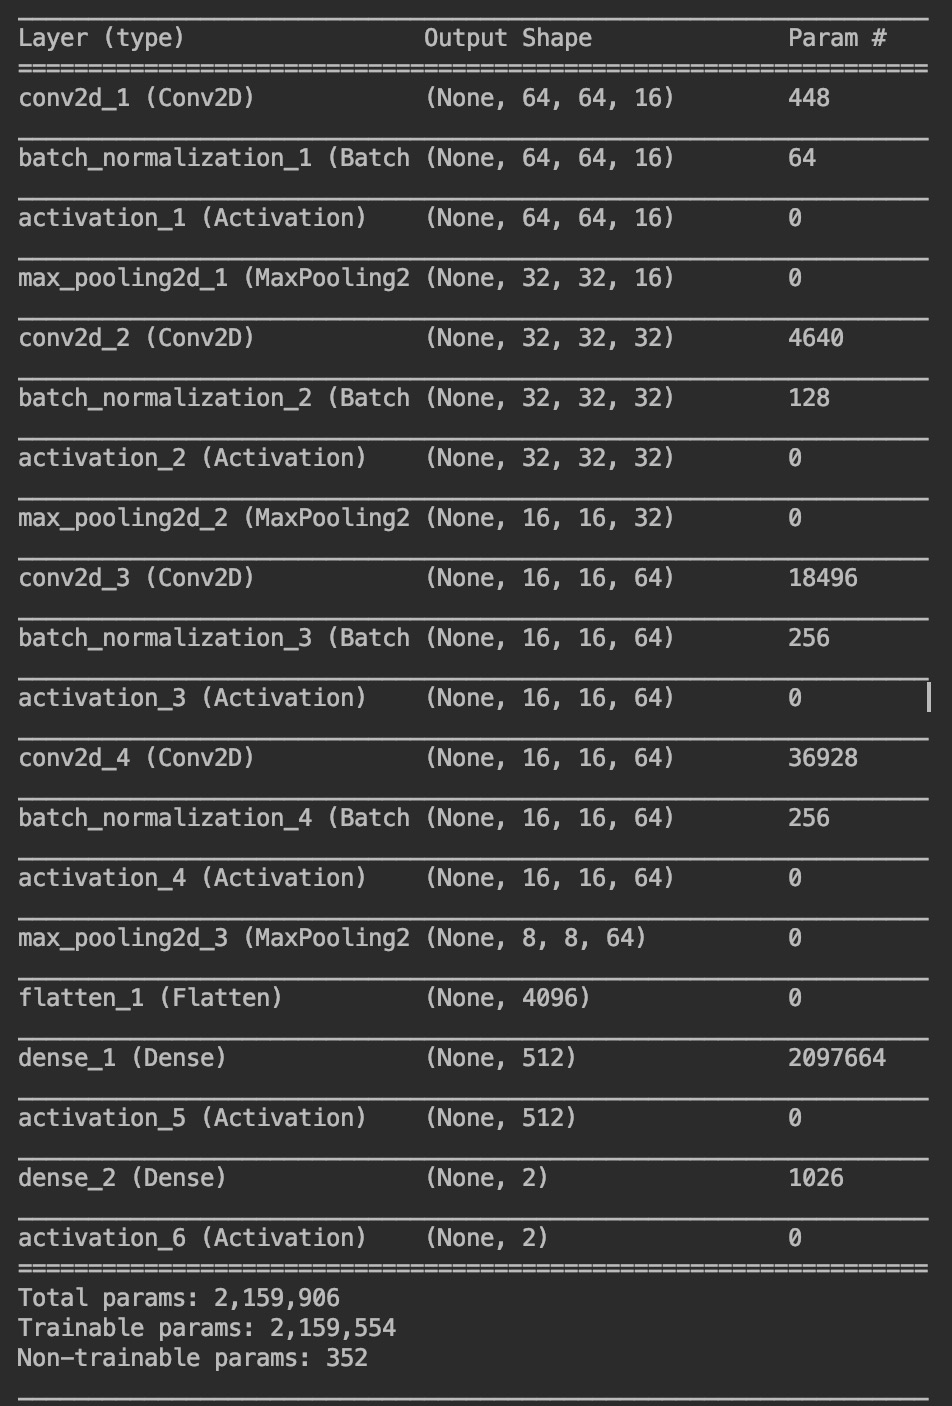 Layer (type) Output Shape Param #
=================================================================
conv2d_1 (Conv2D) (None, 64, 64, 16) 448
batch_normalization_1 (Batch (None, 64, 64, 16) 64
activation_1 (Activation) (None, 64, 64, 16) 0
max_pooling2d_1 (MaxPooling2 (None, 32, 32, 16) 0
conv2d_2 (Conv2D) (None, 32, 32, 32) 4640
batch_normalization_2 (Batch (None, 32, 32, 32) 128
activation_2 (Activation) (None, 32, 32, 32) 0
max_pooling2d_2 (MaxPooling2 (None, 16, 16, 32) 0
conv2d_3 (Conv2D) (None, 16, 16, 64) 18496
batch_normalization_3 (Batch (None, 16, 16, 64) 256
activation_3 (Activation) (None, 16, 16, 64) 0
conv2d_4 (Conv2D) (None, 16, 16, 64) 36928
batch_normalization_4 (Batch (None, 16, 16, 64) 256
activation_4 (Activation) (None, 16, 16, 64) 0
max_pooling2d_3 (MaxPooling2 (None, 8, 8, 64) 0
flatten_1 (Flatten) (None, 4096) 0
dense_1 (Dense) (None, 512) 2097664
activation_5 (Activation) (None, 512) 0
dense_2 (Dense) (None, 2) 1026
activation_6 (Activation) (None, 2) 0
=================================================================
Total params: 2,159,906
Trainable params: 2,159,554
Non-trainable params: 352